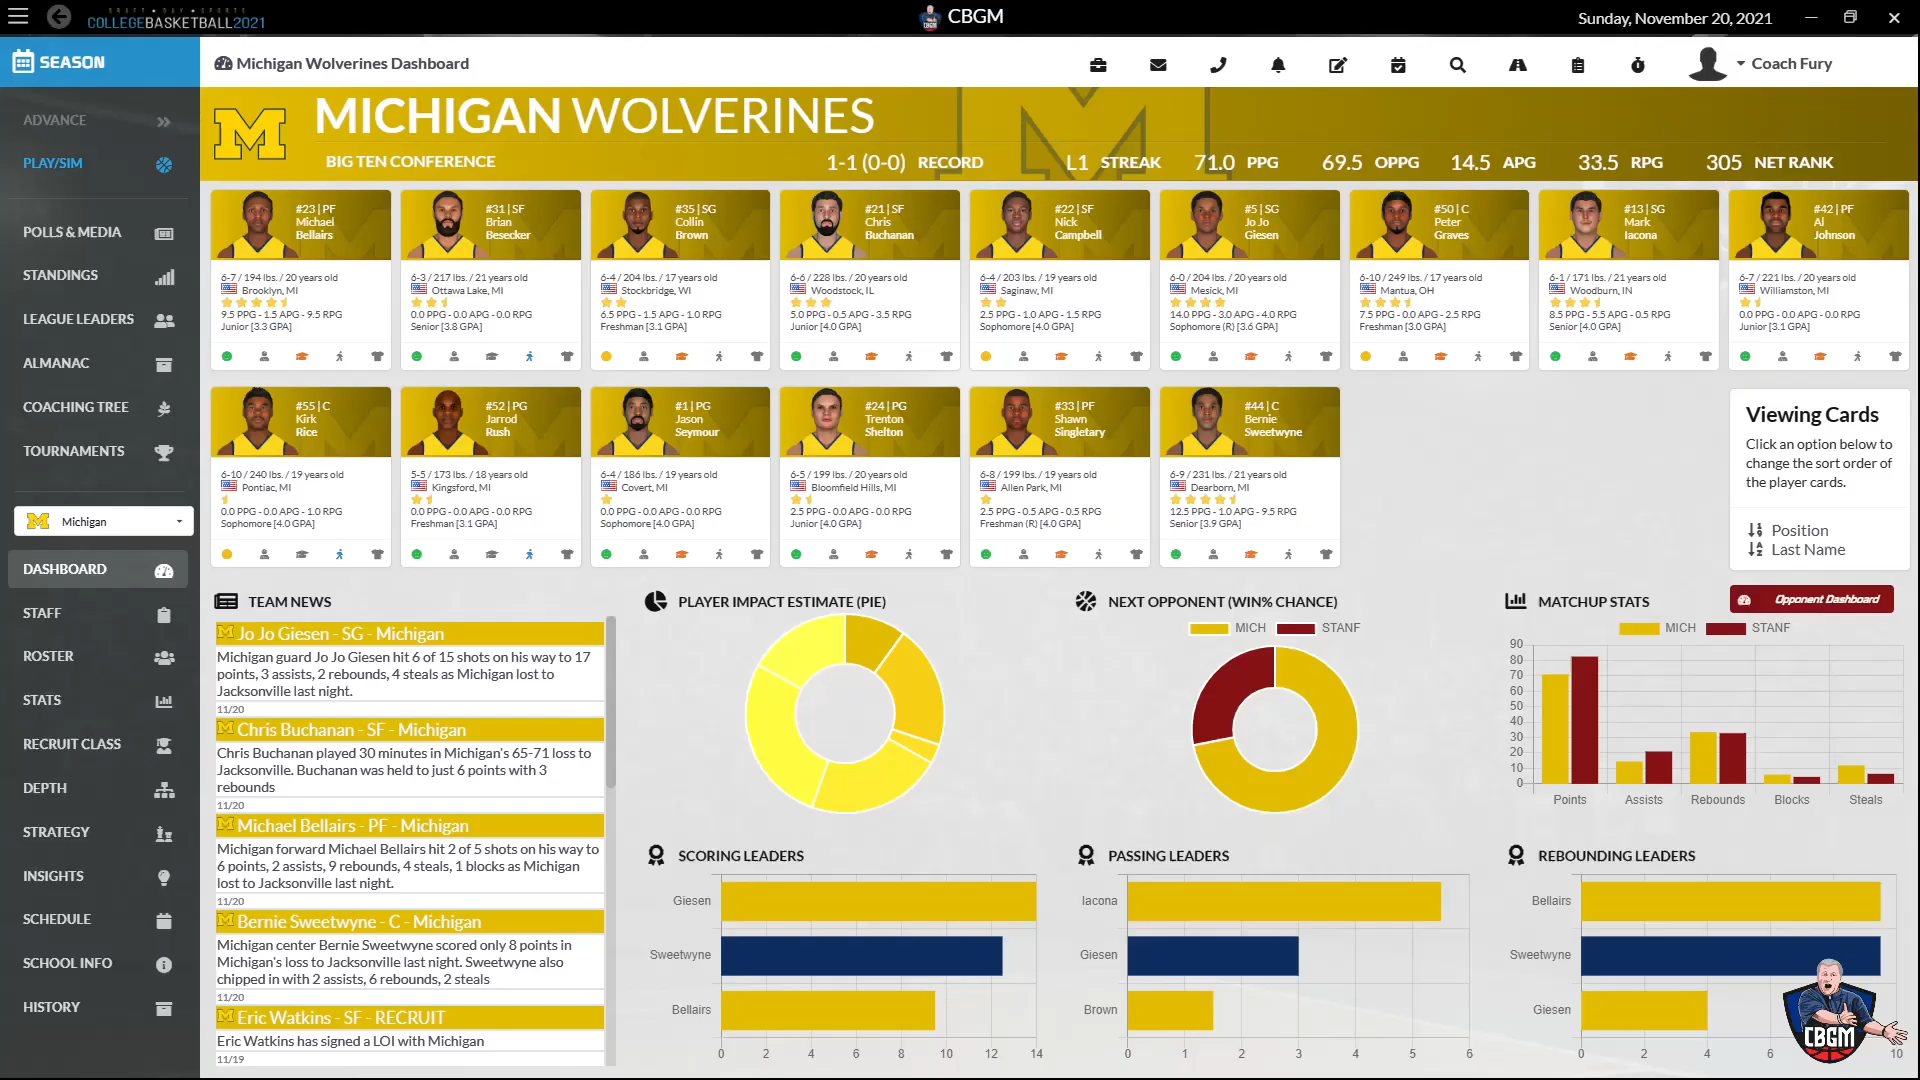 DRAFT • DAY • SPORTS
COLLEGEBASKETBALL2021
CBGM
Sunday, November 20, 2021
SEASON
Michigan Wolverines Dashboard
Coach Fury
ADVANCE
PLAY/SIM
POLLS & MEDIA
STANDINGS
LEAGUE LEADERS
ALMANAC
COACHING TREE
TOURNAMENTS
Michigan
DASHBOARD
STAFF
ROSTER
STATS
RECRUIT CLASS
DEPTH
STRATEGY
INSIGHTS
SCHEDULE
SCHOOL INFO
HISTORY
MICHIGAN WOLVERINES
BIG TEN CONFERENCE
1-1 (0-0) RECORD
L1 STREAK
71.0 PPG
69.5 OPPG
14.5 APG
33.5 RPG
305 NET RANK
#23 | PF
Michael
Bellairs
6-7 / 194 lbs. / 20 years old
Brooklyn, MI
9.5 PPG - 1.5 APG - 9.5 RPG
Junior [3.3 GPA]
#31 | SF
Brian
Besecker
6-3 / 217 lbs. / 21 years old
Ottawa Lake, MI
0.0 PPG - 0.0 APG - 0.0 RPG
Senior [3.8 GPA]
#35 | SG
Collin
Brown
6-4 / 204 lbs. / 17 years old
Stockbridge, WI
6.5 PPG - 1.5 APG - 1.0 RPG
Freshman [3.1 GPA]
#21 | SF
Chris
Buchanan
6-6 / 228 lbs. / 20 years old
Woodstock, IL
5.0 PPG - 0.5 APG - 3.5 RPG
Junior [4.0 GPA]
#22 | SF
Nick
Campbell
6-4 / 203 lbs. / 19 years old
Saginaw, MI
2.5 PPG - 1.0 APG - 1.5 RPG
Sophomore [4.0 GPA]
#5 | SG
Jo Jo
Giesen
6-0 / 204 lbs. / 20 years old
Mesick, MI
14.0 PPG - 3.0 APG - 4.0 RPG
Sophomore (R) [3.6 GPA]
#50 | C
Peter
Graves
6-10 / 249 lbs. / 17 years old
Mantua, OH
7.5 PPG - 0.0 APG - 2.5 RPG
Freshman [3.0 GPA]
#13 | SG
Mark
Iacona
6-1 / 171 lbs. / 21 years old
Woodburn, IN
8.5 PPG - 5.5 APG - 0.5 RPG
Senior [4.0 GPA]
#42 | PF
Al
Johnson
6-7 / 221 lbs. / 20 years old
Williamston, MI
0.0 PPG - 0.0 APG - 0.0 RPG
Junior [3.1 GPA]
#55 | C
Kirk
Rice
6-10 / 240 lbs. / 19 years old
Pontiac, MI
0.0 PPG - 0.0 APG - 1.0 RPG
Sophomore [4.0 GPA]
#52 | PG
Jarrod
Rush
5-5 / 173 lbs. / 18 years old
Kingsford, MI
0.0 PPG - 0.0 APG - 0.0 RPG
Freshman [3.1 GPA]
#1 | PG
Jason
Seymour
6-4 / 186 lbs. / 19 years old
Covert, MI
0.0 PPG - 0.0 APG - 0.0 RPG
Sophomore [4.0 GPA]
#24 | PG
Trenton
Shelton
6-5 / 199 lbs. / 20 years old
Bloomfield Hills, MI
2.5 PPG - 0.0 APG - 0.0 RPG
Junior [4.0 GPA]
#33 | PF
Shawn
Singletary
6-8 / 199 lbs. / 19 years old
Allen Park, MI
2.5 PPG - 0.5 APG - 0.5 RPG
Freshman (R) [4.0 GPA]
#44 | C
Bernie
Sweetwyne
6-9 / 231 lbs. / 21 years old
Dearborn, MI
12.5 PPG - 1.0 APG - 9.5 RPG
Senior [3.9 GPA]
Viewing Cards
Click an option below to
change the sort order of
the player cards.
Position
Last Name
TEAM NEWS
Jo Jo Giesen - SG - Michigan
Michigan guard Jo Jo Giesen hit 6 of 15 shots on his way to 17
points, 3 assists, 2 rebounds, 4 steals as Michigan lost to
Jacksonville last night.
11/20
Chris Buchanan - SF - Michigan
Chris Buchanan played 30 minutes in Michigan's 65-71 loss to
Jacksonville. Buchanan was held to just 6 points with 3
rebounds
11/20
Michael Bellairs - PF - Michigan
Michigan forward Michael Bellairs hit 2 of 5 shots on his way to
6 points, 2 assists, 9 rebounds, 4 steals, 1 blocks as Michigan
lost to Jacksonville last night.
11/20
Bernie Sweetwyne - C - Michigan
Michigan center Bernie Sweetwyne scored only 8 points in
Michigan's loss to Jacksonville last night. Sweetwyne also
chipped in with 2 assists, 6 rebounds, 2 steals
11/20
Eric Watkins - SF - RECRUIT
Eric Watkins has signed a LOI with Michigan
11/19
PLAYER IMPACT ESTIMATE (PIE)
NEXT OPPONENT (WIN% CHANCE)
MICH STANF
MATCHUP STATS
Opponent Dashboard
MICH STANF
90
80
70
60
50
40
30
20
10
0
Points Assists Rebounds Blocks Steals
SCORING LEADERS
Giesen
Sweetwyne
Bellairs
0 2 4 6 8 10 12 14
PASSING LEADERS
Iacona
Giesen
Brown
0 1 2 3 4 5 6
REBOUNDING LEADERS
Bellairs
Sweetwyne
Giesen
0 2 4 6 10
CBGM